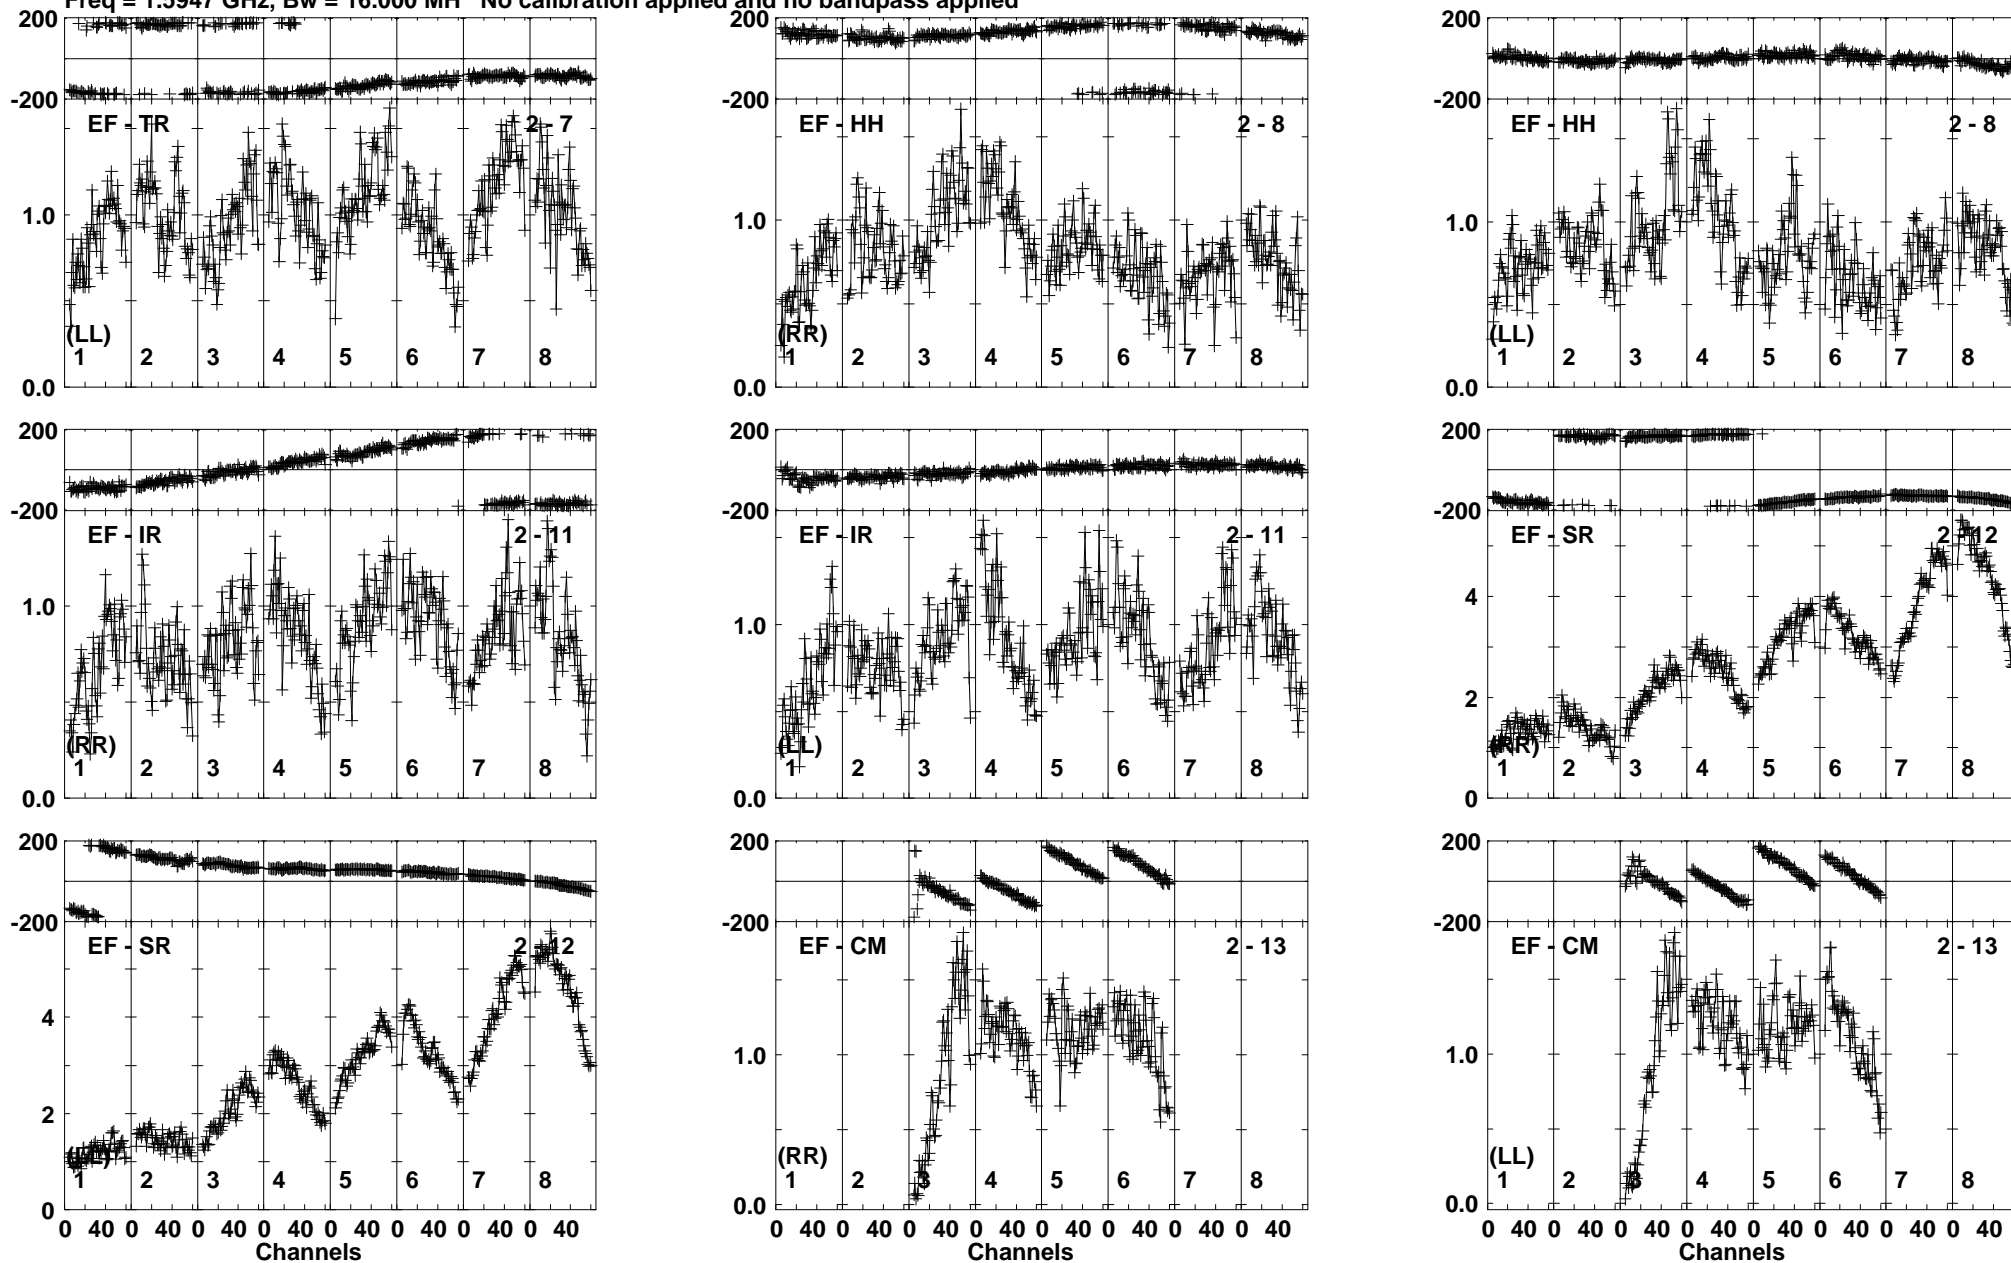 Freq = 1.5947 GHz, Bw = 16.000 MH No calibration applied and no bandpass applied
200 200 200
-200 -200 -200
EF - TR 2 - 7 EF - HH 2 - 8 EF - HH 2 - 8
1.0 1.0 1.0
(LL) (RR) (LL)
1 2 3 4 5 6 7 8 1 2 3 4 5 6 7 8 1 2 3 4 5 6 7 8
0.0 0.0 0.0
200 200 200
-200 -200 -200
EF - IR 2 - 11 EF - IR 2 - 11 EF - SR 2 - 12
4
1.0 1.0
2
(RR) (LL) (RR)
1 2 3 4 5 6 7 8 1 2 3 4 5 6 7 8 1 2 3 4 5 6 7 8
0.0 0.0 0
200 200 200
-200 -200 -200
EF - SR 2 - 12 EF - CM 2 - 13 EF - CM 2 - 13
4
1.0 1.0
2
(LL) (RR) (LL)
1 2 3 4 5 6 7 8 1 2 3 4 5 6 7 8 1 2 3 4 5 6 7 8
0 0.0 0.0
0 40 0 40 0 40 0 40 0 40 0 40 0 40 0 40 0 40 0 40 0 40 0 40 0 40 0 40 0 40 0 40 0 40 0 40 0 40 0 40 0 40 0 40 0 40 0 40
Channels Channels Channels